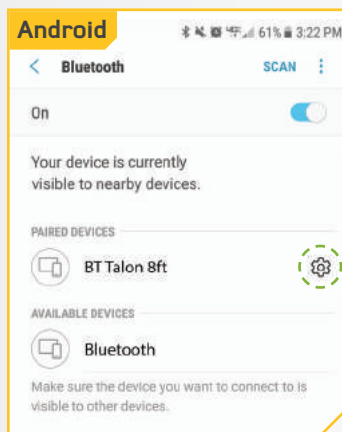 Android
61% 3:22 PM
< Bluetooth SCAN
On
Your device is currently
visible to nearby devices.
PAIRED DEVICES
BT Talon 8ft
AVAILABLE DEVICES
Bluetooth
Make sure the device you want to connect to is
visible to other devices.